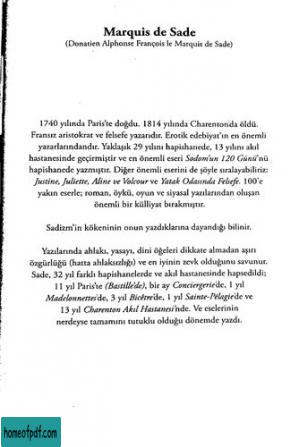 Marquis de Sade
(Donatien Alphonse François le Marquis de Sade)
1740 yılında Paris'te doğdu. 1814 yılında Charenton'da öldü.
Fransız aristokrat ve felsefe yazarıdır. Erotik edebiyat'ın en önemli
yazarlarındandır. Yaklaşık 29 yılını hapishanede, 13 yılını akıl
hastanesinde geçirmiştir ve en önemli eseri Sodom'un 120 Günü'nü
hapishanede yazmıştır. Diğer önemli eserini de şöyle sıralayabiliriz:
Justine, Juliette, Aline ve Valcour ve Yatak Odasında Felsefe. 100'e
yakın eserle; roman, öykü, oyun ve siyasal yazılarından oluşan
önemli bir külliyat bırakmıştır.
Sadizm'in kökeninin onun yazdıklarına dayandığı bilinir.
Yazılarında ahlakı, yasayı, dini öğeleri dikkate almadan aşırı
özgürlüğü (hatta ahlaksızlığı) ve en iyinin zevk olduğunu savunur.
Sade, 32 yıl farklı hapishanelerde ve akıl hastanesinde hapsedildi;
11 yıl Paris'te (Bastille'de), bir ay Conciergerie'de, 1 yıl
Madelonnettes'de, 3 yıl Bicêtre'de, 1 yıl Sainte-Pélagie'de ve
13 yıl Charenton Akıl Hastanesi'nde. Ve eserlerinin
nerdeyse tamamını tutuklu olduğu dönemde yazdı.
homeofpdf.com